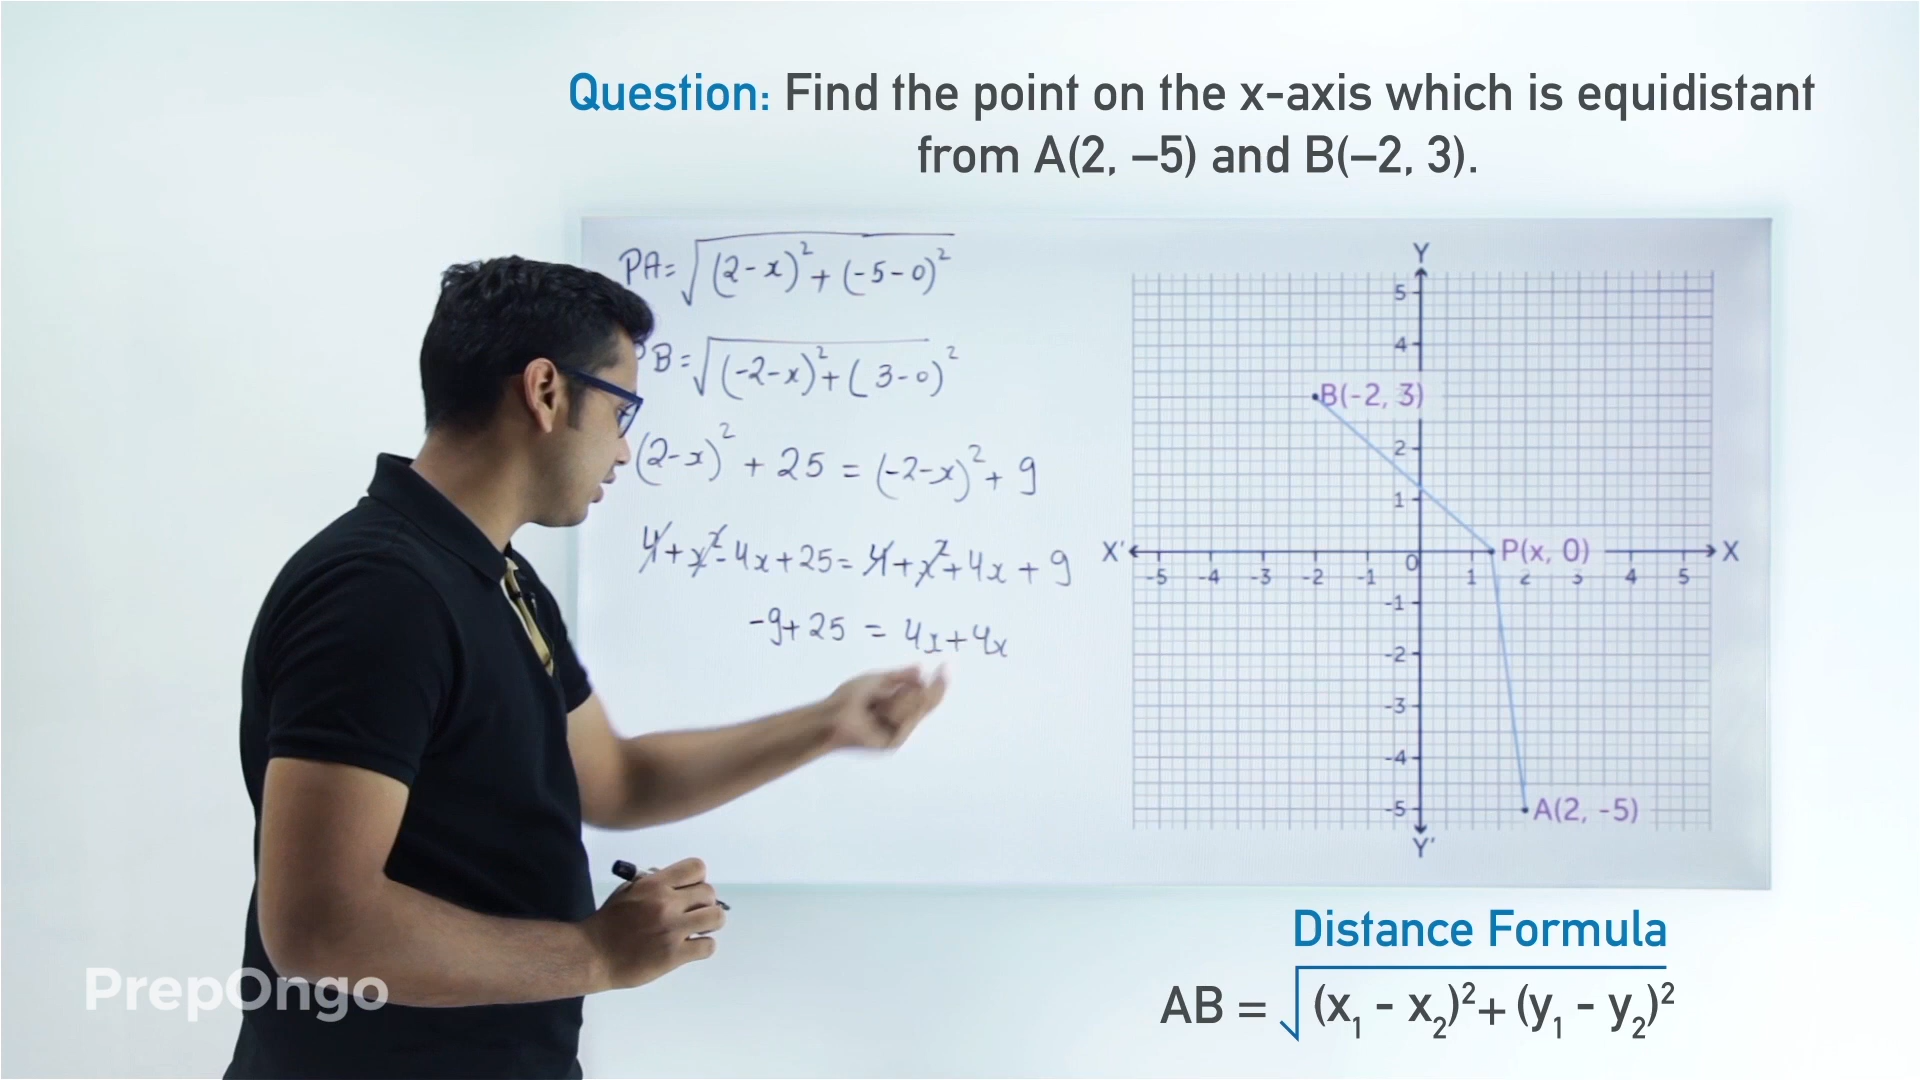 Question: Find the point on the x-axis which is equidistant
from A(2, –5) and B(–2, 3).
PA = √(2-x)² + (-5-0)²
B = √(-2-x)² + (3-0)²
(2-x)² + 25 = (-2-x)² + 9
4 + x² - 4x + 25 = 4 + x² + 4x + 9
-9 + 25 = 4x + 4x
Y
5
4
B(-2, 3)
2
1
X' P(x, 0) X
-5 -4 -3 -2 -1 0 1 2 3 4 5
-1
-2
-3
-4
-5 A(2, -5)
Y'
Distance Formula
AB = √(x₁ - x₂)² + (y₁ - y₂)²
PrepOngo